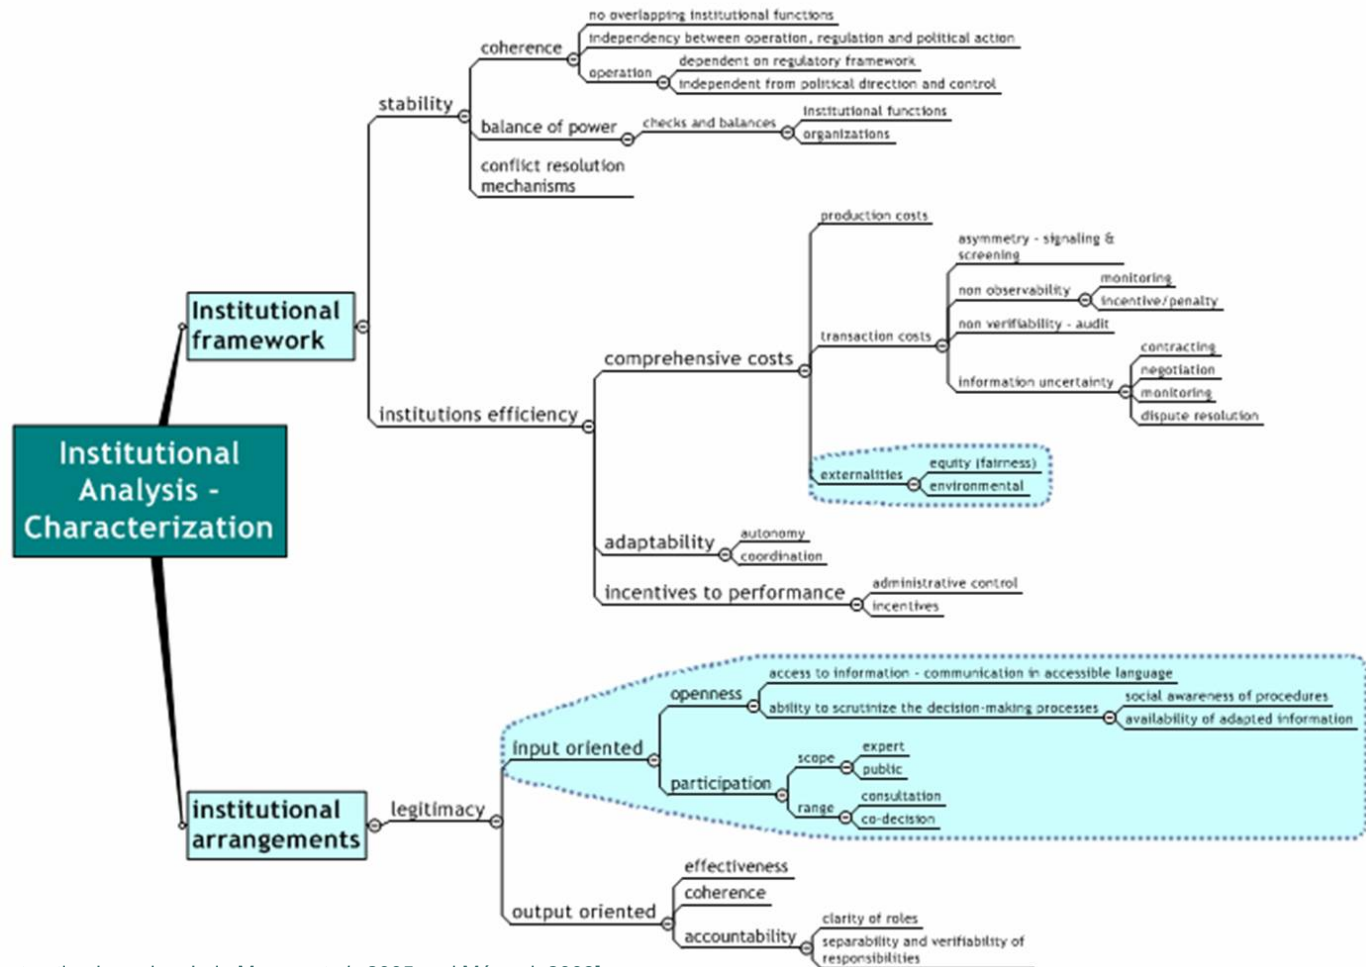 no overlapping institutional functions
independency between operation, regulation and political action
coherence
operation
dependent on regulatory framework
independent from political direction and control
stability
balance of power
checks and balances
institutional functions
organizations
conflict resolution
mechanisms
Institutional
framework
institutions efficiency
comprehensive costs
production costs
transaction costs
asymmetry - signaling &
screening
non observability
monitoring
incentive/penalty
non verifiability - audit
information uncertainty
contracting
negotiation
monitoring
dispute resolution
externalities
equity (fairness)
environmental
adaptability
autonomy
coordination
incentives to performance
administrative control
incentives
Institutional
Analysis -
Characterization
institutional
arrangements
legitimacy
input oriented
openness
access to information - communication in accessible language
ability to scrutinize the decision-making processes
social awareness of procedures
availability of adapted information
participation
scope
expert
public
range
consultation
co-decision
output oriented
effectiveness
coherence
accountability
clarity of roles
separability and verifiability of
responsibilities